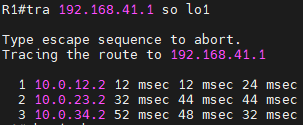 R1#tra 192.168.41.1 so lo1
Type escape sequence to abort.
Tracing the route to 192.168.41.1
1 10.0.12.2 12 msec 12 msec 24 msec
2 10.0.23.2 32 msec 44 msec 44 msec
3 10.0.34.2 52 msec 48 msec 32 msec